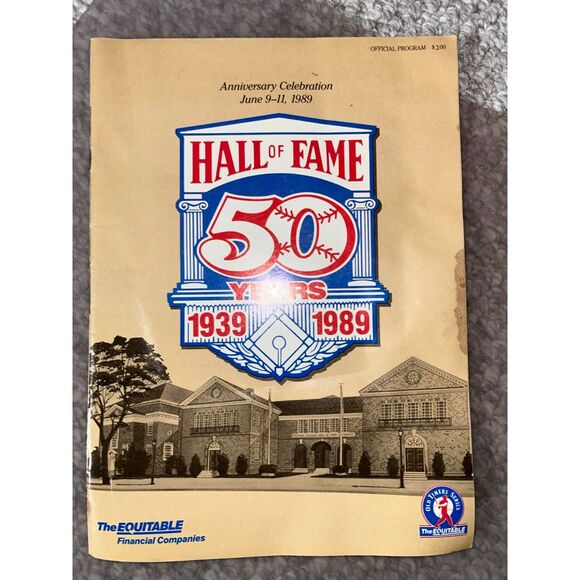 OFFICIAL PROGRAM $2.00
Anniversary Celebration
June 9–11, 1989
HALL OF FAME
50
YEARS
1939 1989
OLD TIMERS SERIES
The EQUITABLE
The EQUITABLE
Financial Companies